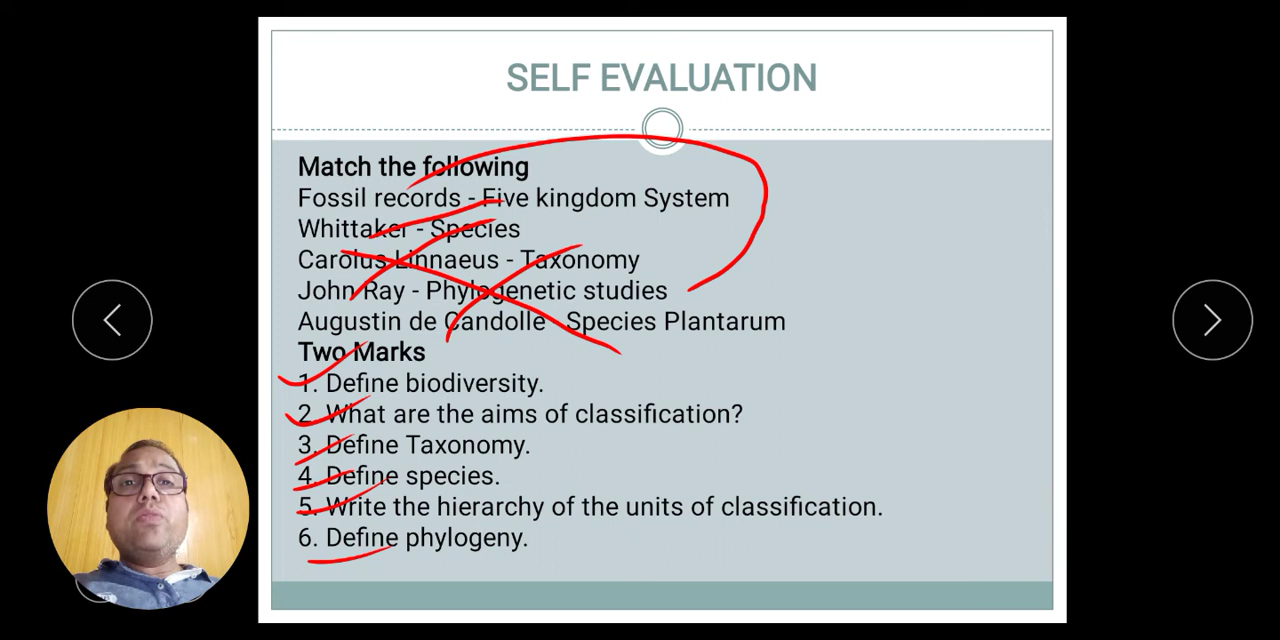 SELF EVALUATION
Match the following
Fossil records - Five kingdom System
Whittaker - Species
Carolus Linnaeus - Taxonomy
John Ray - Phylogenetic studies
Augustin de Candolle - Species Plantarum
Two Marks
1. Define biodiversity.
2. What are the aims of classification?
3. Define Taxonomy.
4. Define species.
5. Write the hierarchy of the units of classification.
6. Define phylogeny.